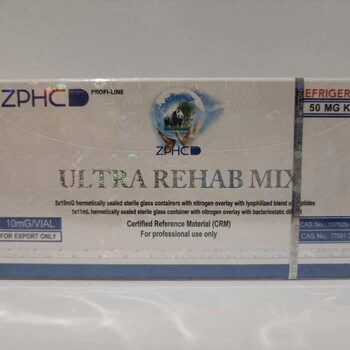 ZPHC PROFI-LINE
EFRIGER
50 MG K
ZPHC
ULTRA REHAB MIX
5x10mG hermetically sealed sterile glass containers with nitrogen overlay with lyophilized blend of
1x11mL hermetically sealed sterile glass container with nitrogen overlay with bacteriostatic
10mG/VIAL
FOR EXPORT ONLY
Certified Reference Material (CRM)
For professional use only
CAS No.
CAS No.